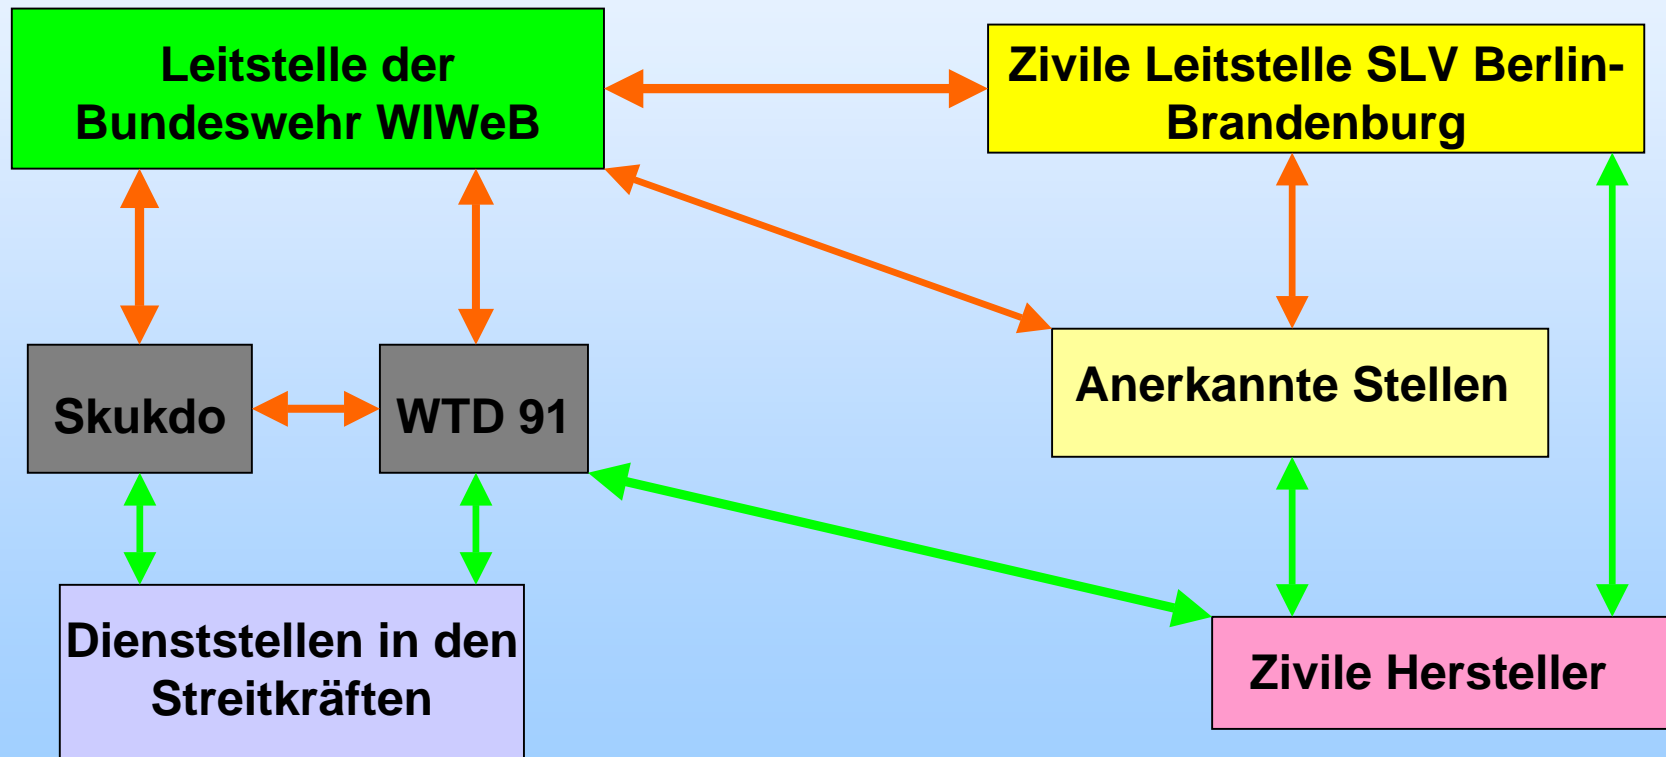 Leitstelle der
Bundeswehr WIWeB
Zivile Leitstelle SLV Berlin-
Brandenburg
Skukdo
WTD 91
Anerkannte Stellen
Dienststellen in den
Streitkräften
Zivile Hersteller